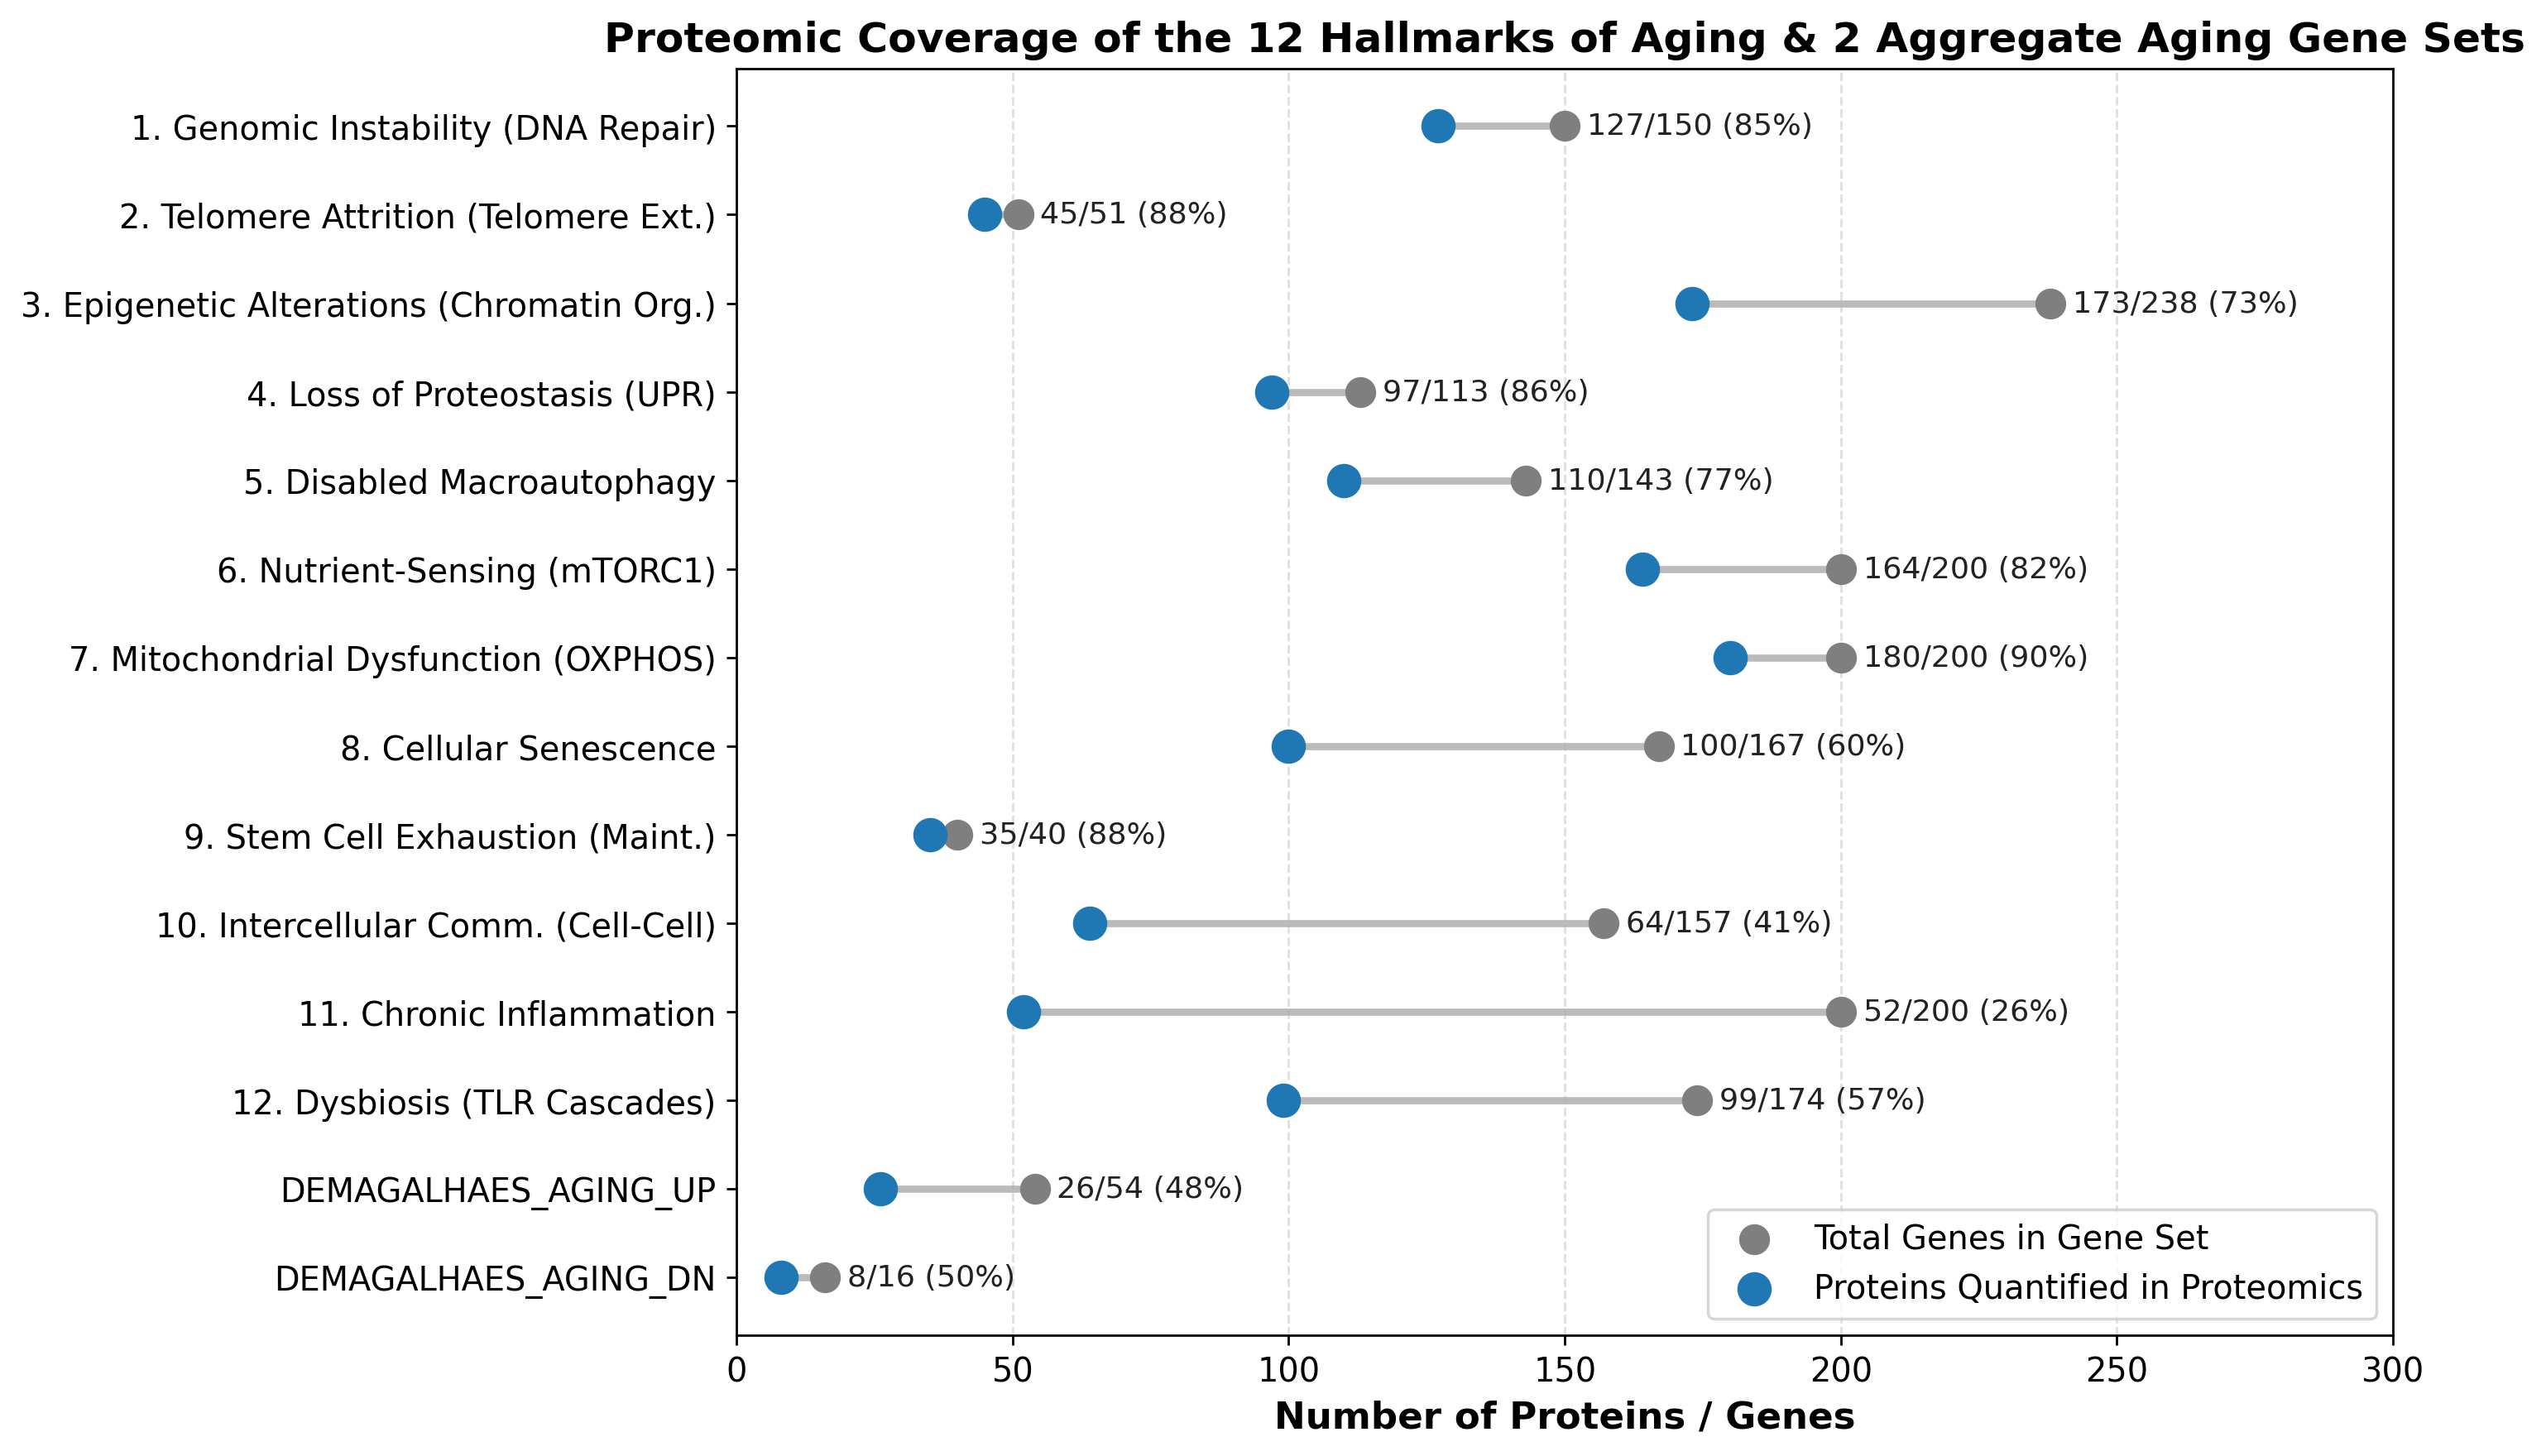 Proteomic Coverage of the 12 Hallmarks of Aging & 2 Aggregate Aging Gene Sets
1. Genomic Instability (DNA Repair) 127/150 (85%)
2. Telomere Attrition (Telomere Ext.) 45/51 (88%)
3. Epigenetic Alterations (Chromatin Org.) 173/238 (73%)
4. Loss of Proteostasis (UPR) 97/113 (86%)
5. Disabled Macroautophagy 110/143 (77%)
6. Nutrient-Sensing (mTORC1) 164/200 (82%)
7. Mitochondrial Dysfunction (OXPHOS) 180/200 (90%)
8. Cellular Senescence 100/167 (60%)
9. Stem Cell Exhaustion (Maint.) 35/40 (88%)
10. Intercellular Comm. (Cell-Cell) 64/157 (41%)
11. Chronic Inflammation 52/200 (26%)
12. Dysbiosis (TLR Cascades) 99/174 (57%)
DEMAGALHAES_AGING_UP 26/54 (48%)
DEMAGALHAES_AGING_DN 8/16 (50%)
Total Genes in Gene Set
Proteins Quantified in Proteomics
0 50 100 150 200 250 300
Number of Proteins / Genes